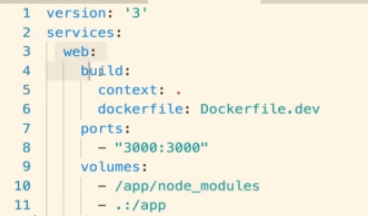 1 version: '3'
2 services:
3   web:
4     build:
5       context: .
6       dockerfile: Dockerfile.dev
7     ports:
8       - "3000:3000"
9     volumes:
10       - /app/node_modules
11       - .:/app